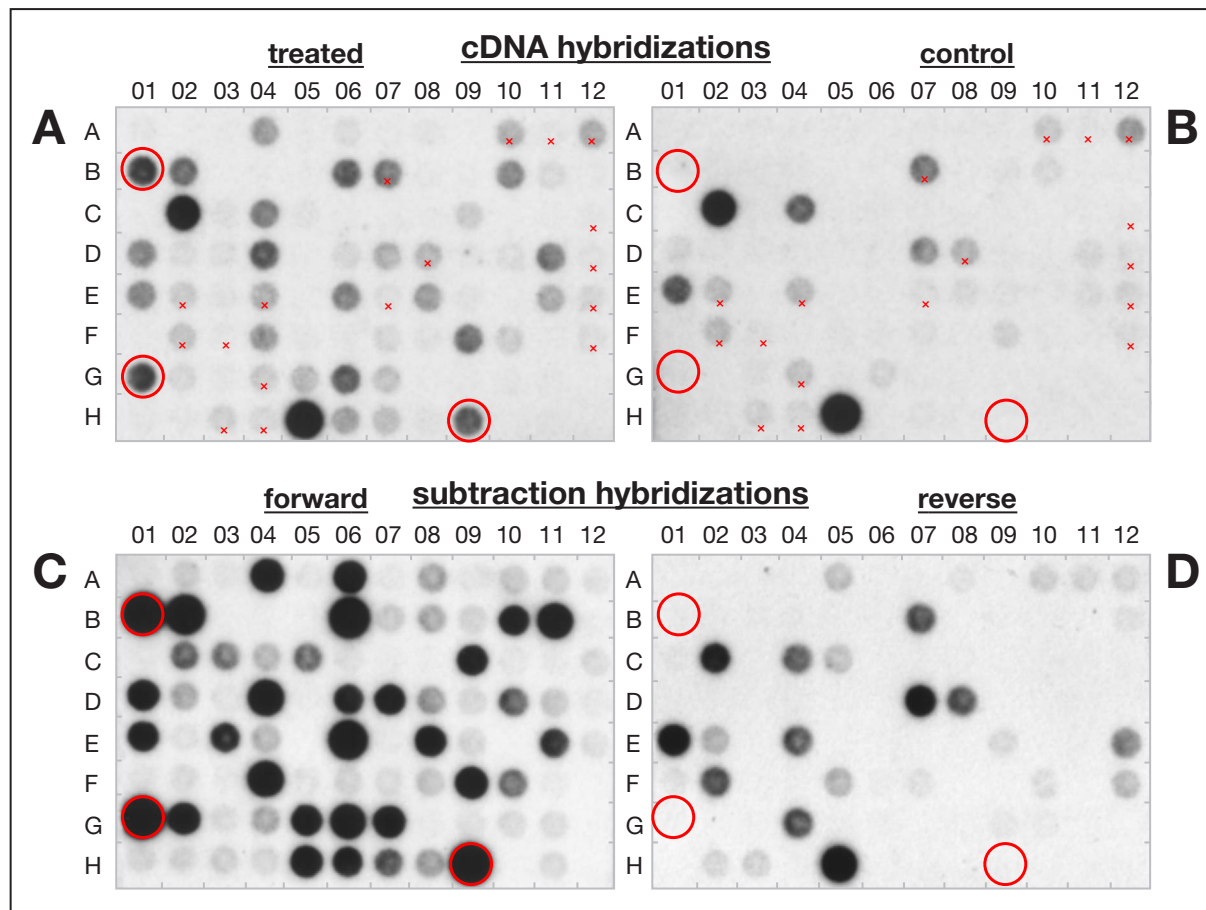 cDNA hybridizations
treated control
01 02 03 04 05 06 07 08 09 10 11 12 01 02 03 04 05 06 07 08 09 10 11 12
A B
A A
B B
C C
D D
E E
F F
G G
H H
subtraction hybridizations
forward reverse
01 02 03 04 05 06 07 08 09 10 11 12 01 02 03 04 05 06 07 08 09 10 11 12
C D
A A
B B
C C
D D
E E
F F
G G
H H